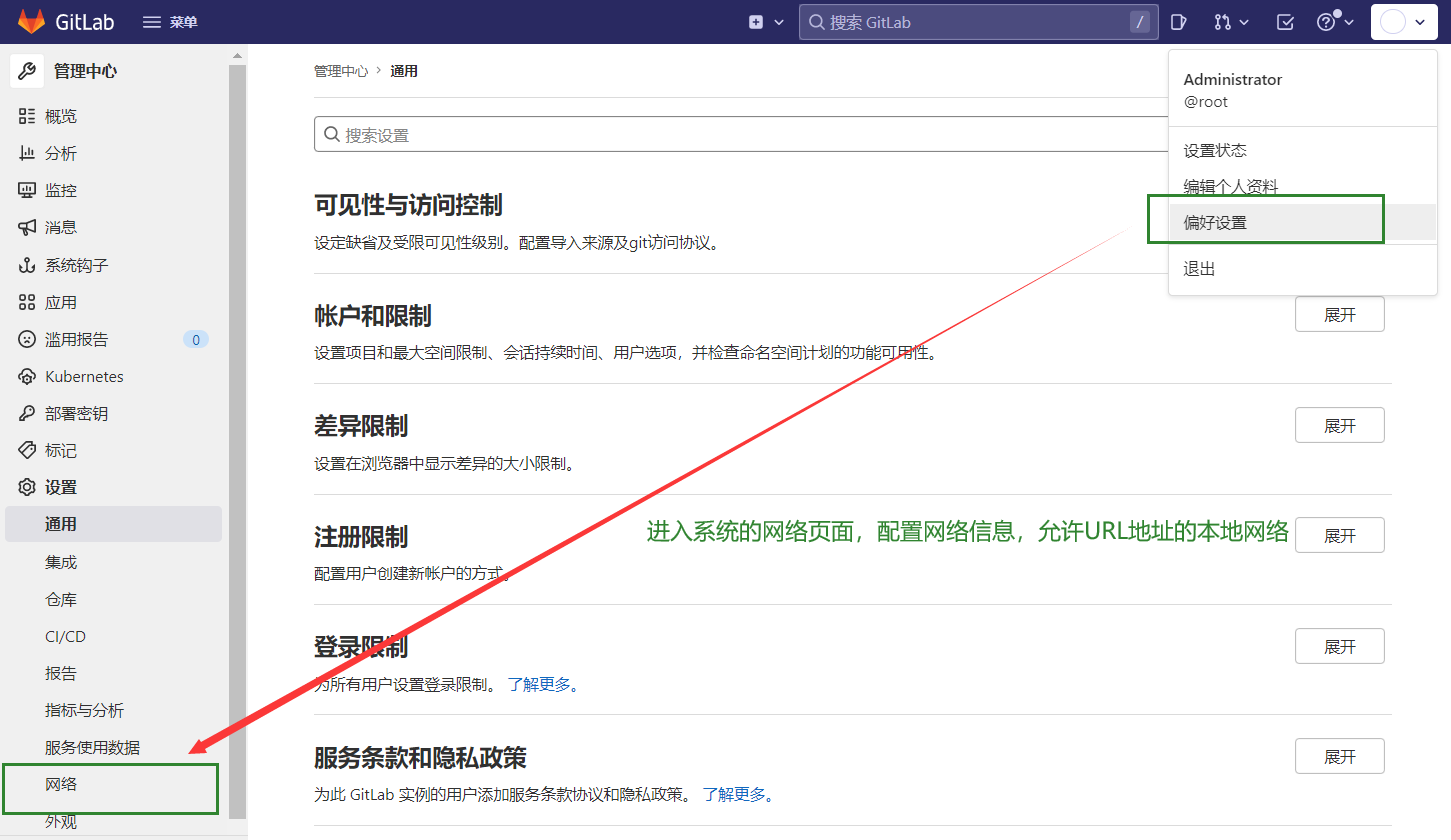 GitLab
菜单
搜索 GitLab
/
管理中心
概览
分析
监控
消息
系统钩子
应用
滥用报告
0
Kubernetes
部署密钥
标记
设置
通用
集成
仓库
CI/CD
报告
指标与分析
服务使用数据
网络
外观
管理中心 › 通用
搜索设置
可见性与访问控制
设定缺省及受限可见性级别。配置导入来源及git访问协议。
帐户和限制
展开
设置项目和最大空间限制、会话持续时间、用户选项，并检查命名空间计划的功能可用性。
差异限制
展开
设置在浏览器中显示差异的大小限制。
注册限制
进入系统的网络页面，配置网络信息，允许URL地址的本地网络
展开
配置用户创建新帐户的方式。
登录限制
展开
为所有用户设置登录限制。 了解更多。
服务条款和隐私政策
展开
为此 GitLab 实例的用户添加服务条款协议和隐私政策。 了解更多。
Administrator
@root
设置状态
编辑个人资料
偏好设置
退出